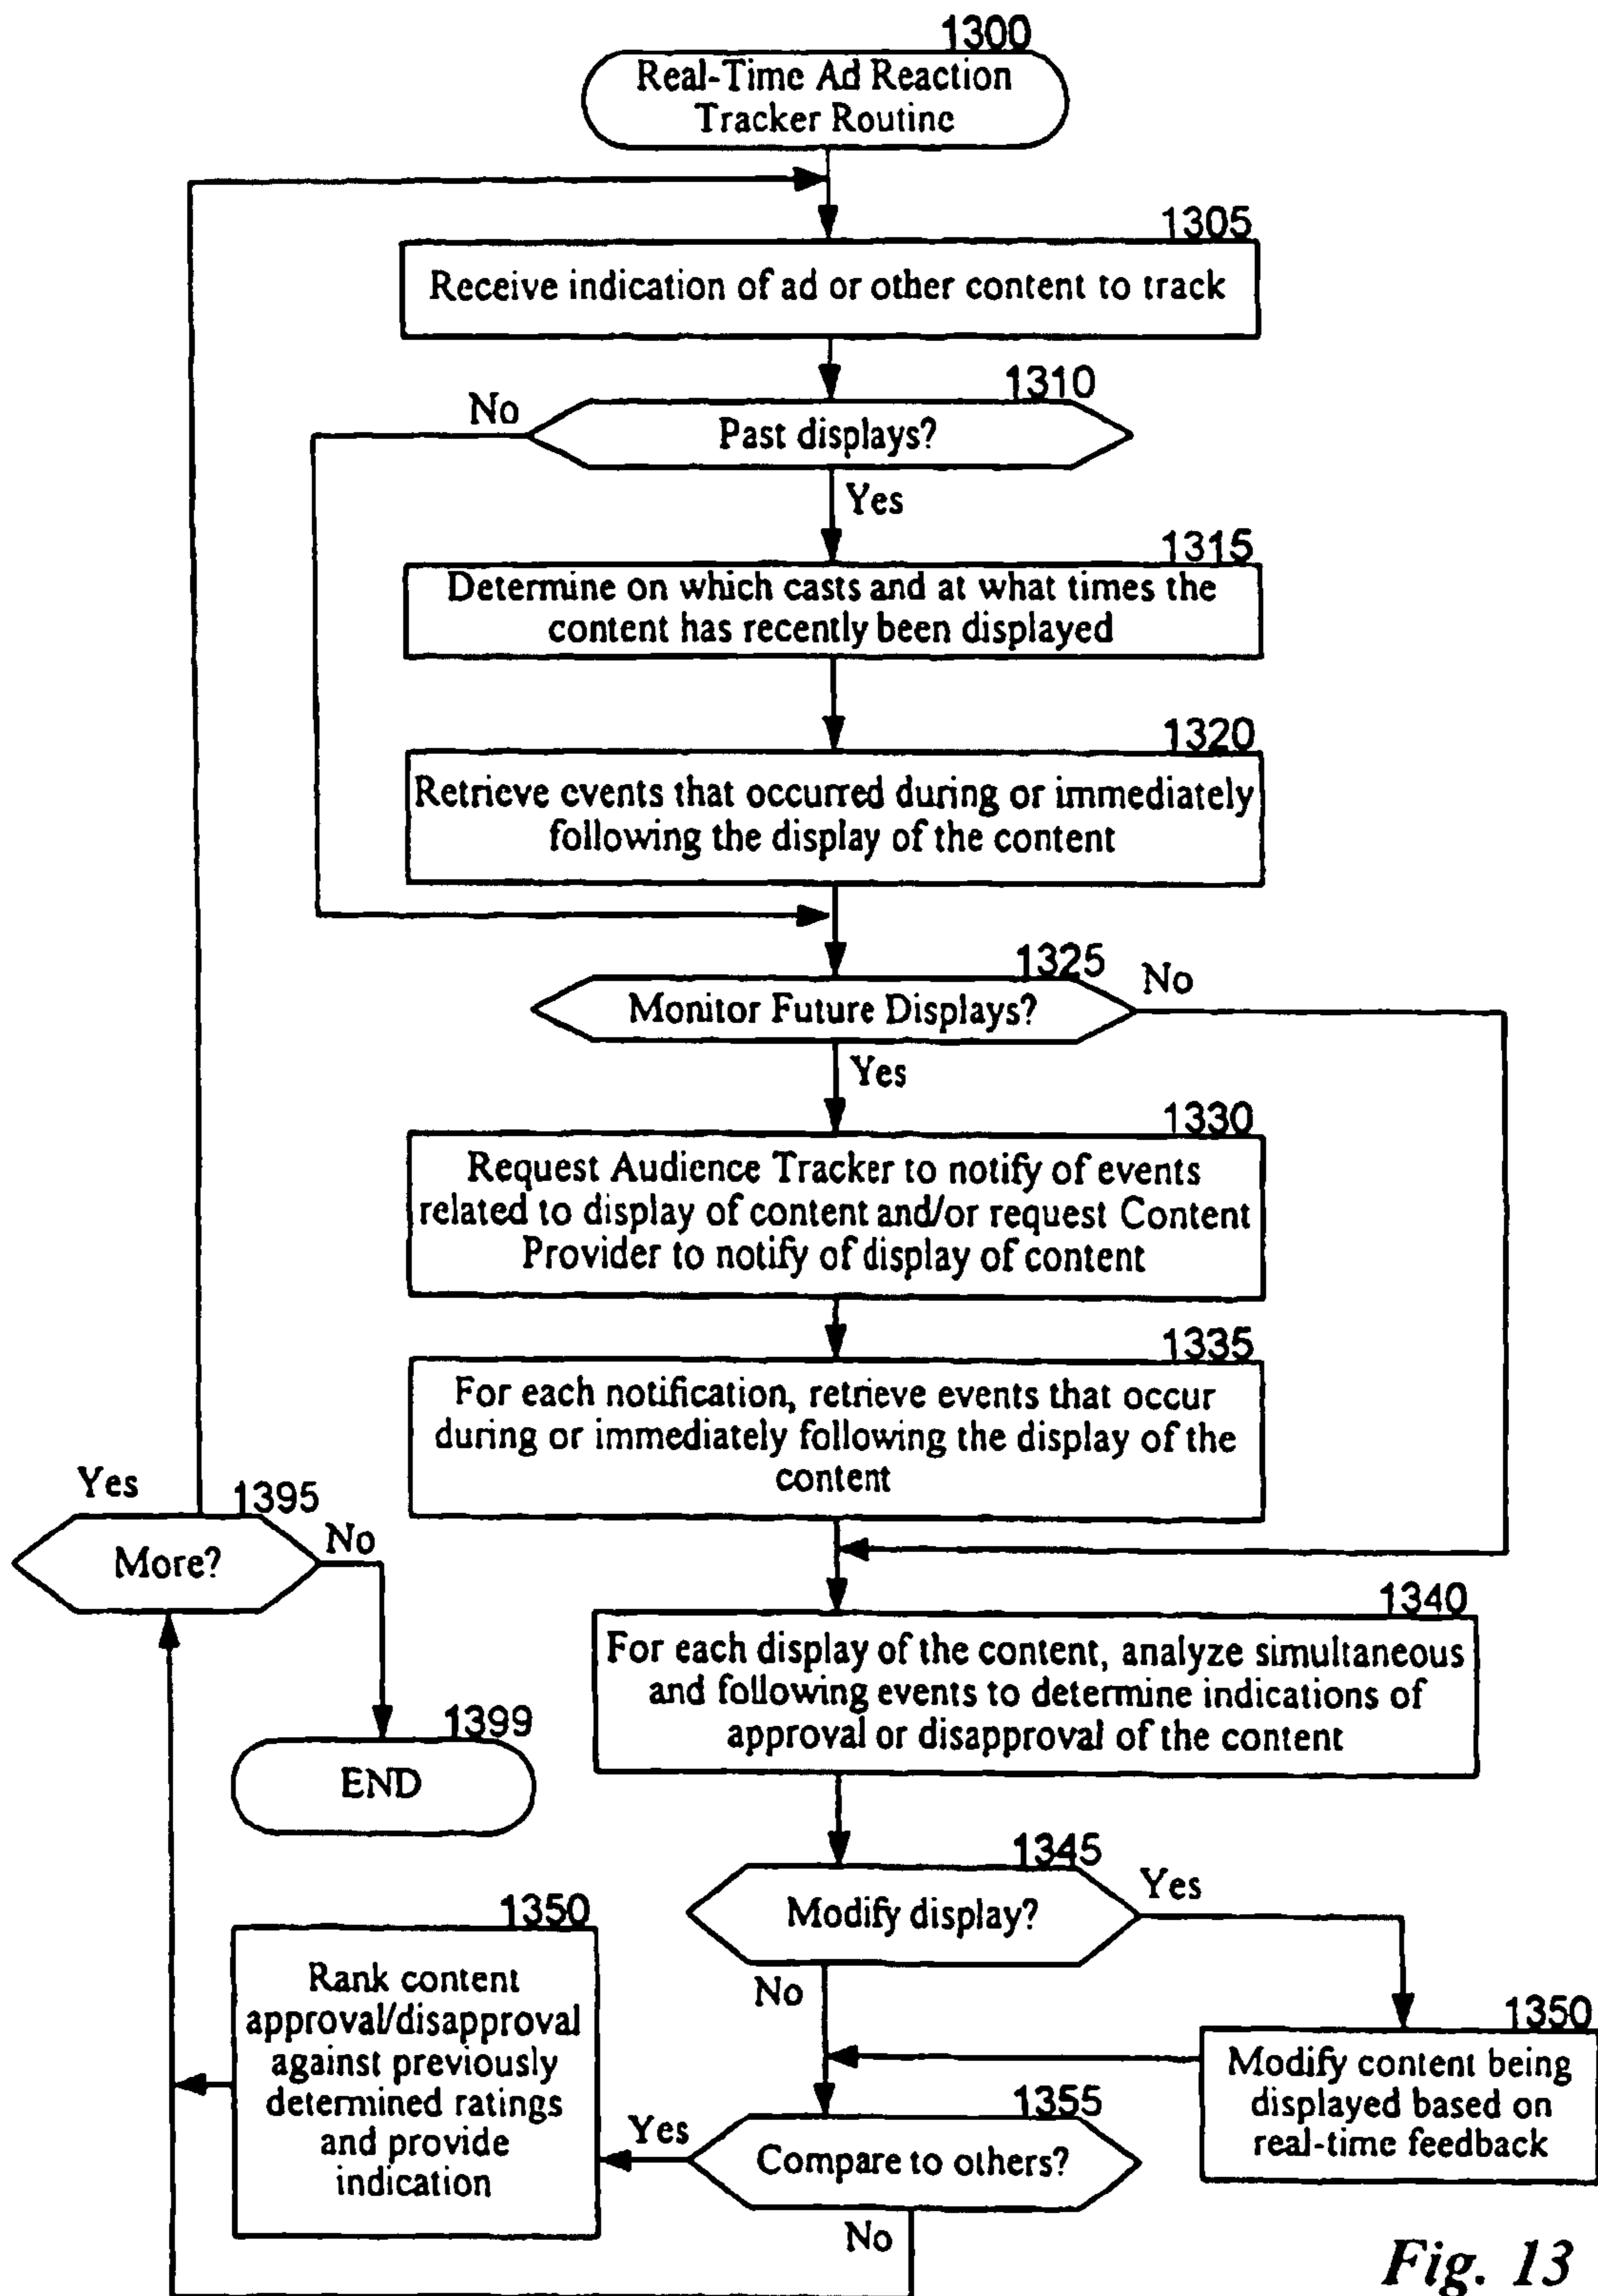 1300
Real-Time Ad Reaction
Tracker Routine
1305
Receive indication of ad or other content to track
1310
No
Past displays?
Yes
1315
Determine on which casts and at what times the
content has recently been displayed
1320
Retrieve events that occurred during or immediately
following the display of the content
1325
No
Monitor Future Displays?
Yes
1330
Request Audience Tracker to notify of events
related to display of content and/or request Content
Provider to notify of display of content
1335
For each notification, retrieve events that occur
during or immediately following the display of the
content
Yes
1395
No
More?
1340
For each display of the content, analyze simultaneous
and following events to determine indications of
approval or disapproval of the content
1399
END
1345
Yes
Modify display?
No
1350
Rank content
approval/disapproval
against previously
determined ratings
and provide
indication
1350
Modify content being
displayed based on
real-time feedback
1355
Yes
Compare to others?
No
Fig. 13